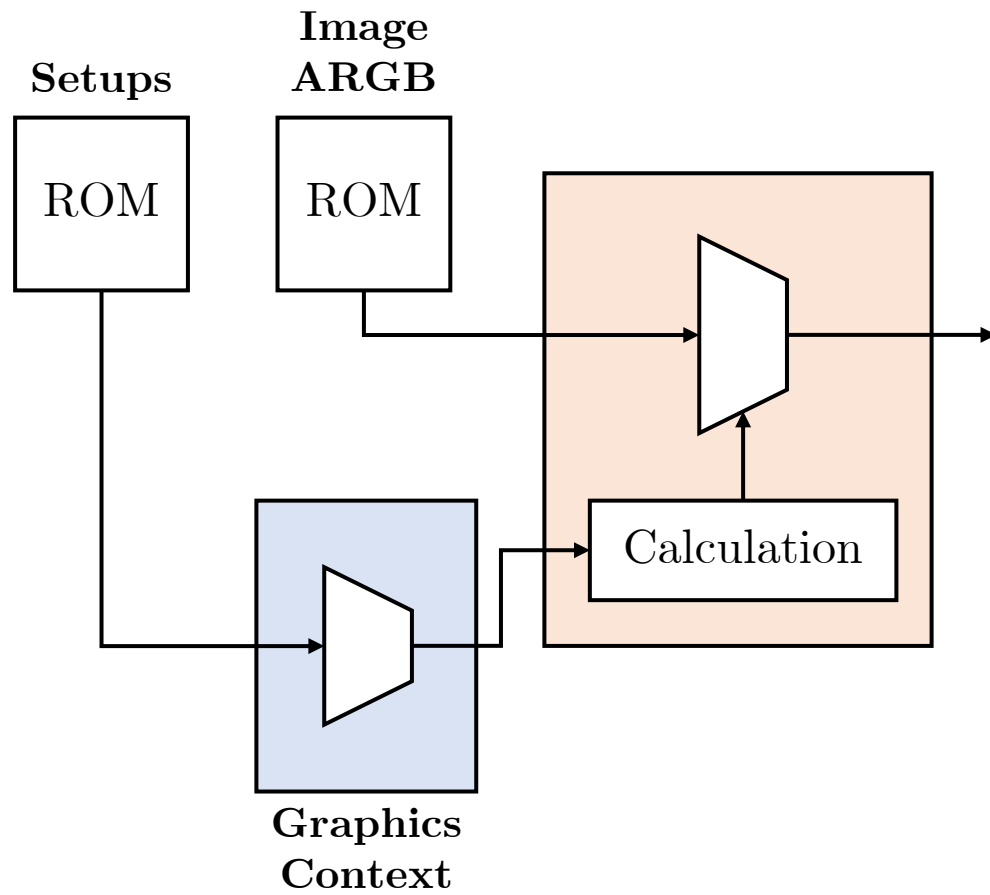 Setups
Image
ARGB
ROM
ROM
Calculation
Graphics
Context